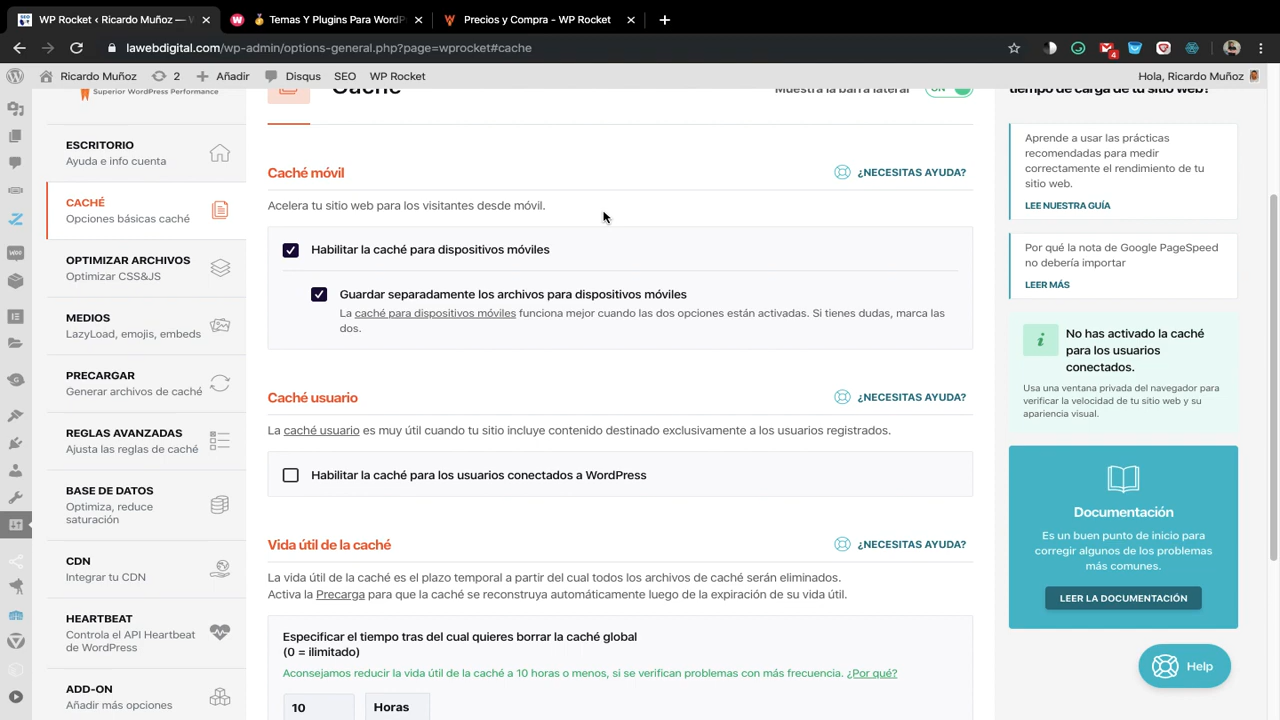 WP Rocket ‹ Ricardo Muñoz —
Temas Y Plugins Para WordP
Precios y Compra - WP Rocket
lawebdigital.com/wp-admin/options-general.php?page=wprocket#cache
4
Ricardo Muñoz
2
Añadir
Disqus
SEO
WP Rocket
Hola, Ricardo Muñoz
Superior WordPress Performance
ESCRITORIO
Ayuda e info cuenta
CACHÉ
Opciones básicas caché
OPTIMIZAR ARCHIVOS
Optimizar CSS&JS
MEDIOS
LazyLoad, emojis, embeds
PRECARGAR
Generar archivos de caché
REGLAS AVANZADAS
Ajusta las reglas de caché
BASE DE DATOS
Optimiza, reduce
saturación
CDN
Integrar tu CDN
HEARTBEAT
Controla el API Heartbeat
de WordPress
ADD-ON
Añadir más opciones
Caché
Muestra la barra lateral
ON
Caché móvil
¿NECESITAS AYUDA?
Acelera tu sitio web para los visitantes desde móvil.
Habilitar la caché para dispositivos móviles
Guardar separadamente los archivos para dispositivos móviles
La caché para dispositivos móviles funciona mejor cuando las dos opciones están activadas. Si tienes dudas, marca las
dos.
Caché usuario
¿NECESITAS AYUDA?
La caché usuario es muy útil cuando tu sitio incluye contenido destinado exclusivamente a los usuarios registrados.
Habilitar la caché para los usuarios conectados a WordPress
Vida útil de la caché
¿NECESITAS AYUDA?
La vida útil de la caché es el plazo temporal a partir del cual todos los archivos de caché serán eliminados.
Activa la Precarga para que la caché se reconstruya automáticamente luego de la expiración de su vida útil.
Especificar el tiempo tras del cual quieres borrar la caché global
(0 = ilimitado)
Aconsejamos reducir la vida útil de la caché a 10 horas o menos, si se verifican problemas con más frecuencia. ¿Por qué?
10
Horas
tiempo de carga de tu sitio web?
Aprende a usar las prácticas
recomendadas para medir
correctamente el rendimiento de tu
sitio web.
LEE NUESTRA GUÍA
Por qué la nota de Google PageSpeed
no debería importar
LEER MÁS
No has activado la caché
para los usuarios
conectados.
Usa una ventana privada del navegador para
verificar la velocidad de tu sitio web y su
apariencia visual.
Documentación
Es un buen punto de inicio para
corregir algunos de los problemas
más comunes.
LEER LA DOCUMENTACIÓN
Help